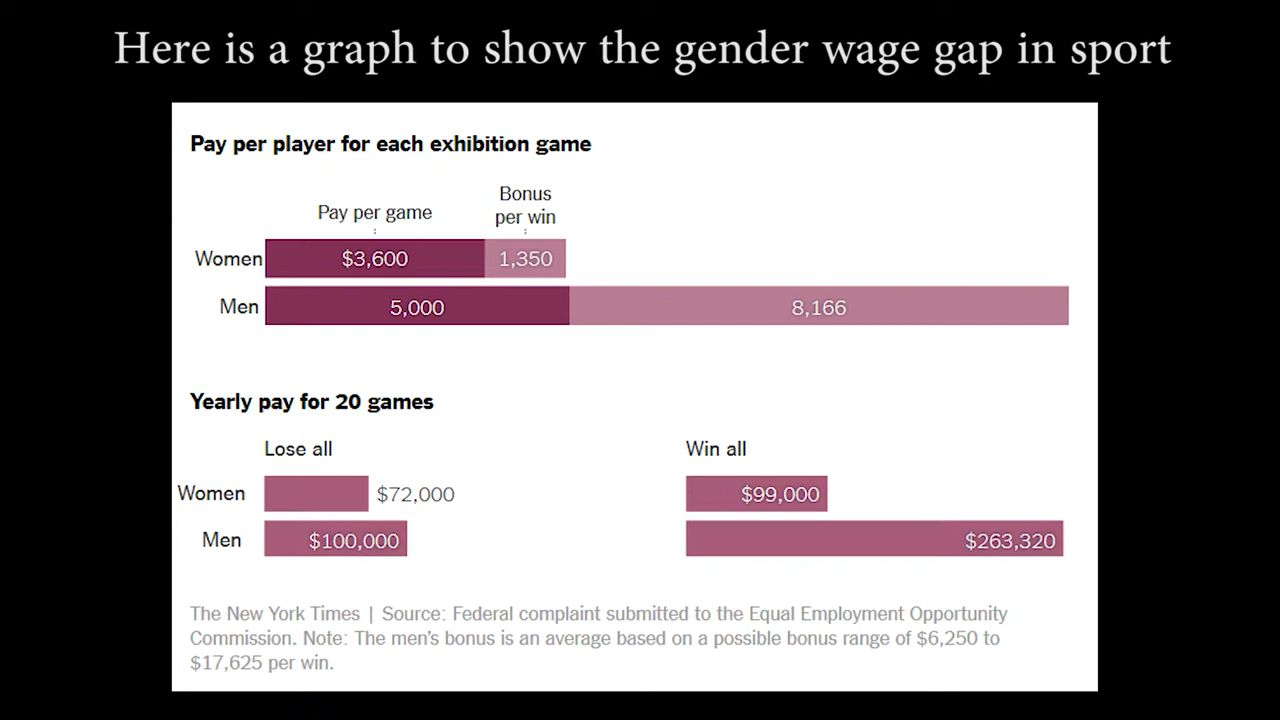 Here is a graph to show the gender wage gap in sport
Pay per player for each exhibition game
Bonus
Pay per game per win
Women $3,600 1,350
Men 5,000 8,166
Yearly pay for 20 games
Lose all Win all
Women $72,000 $99,000
Men $100,000 $263,320
The New York Times | Source: Federal complaint submitted to the Equal Employment Opportunity
Commission. Note: The men's bonus is an average based on a possible bonus range of $6,250 to
$17,625 per win.